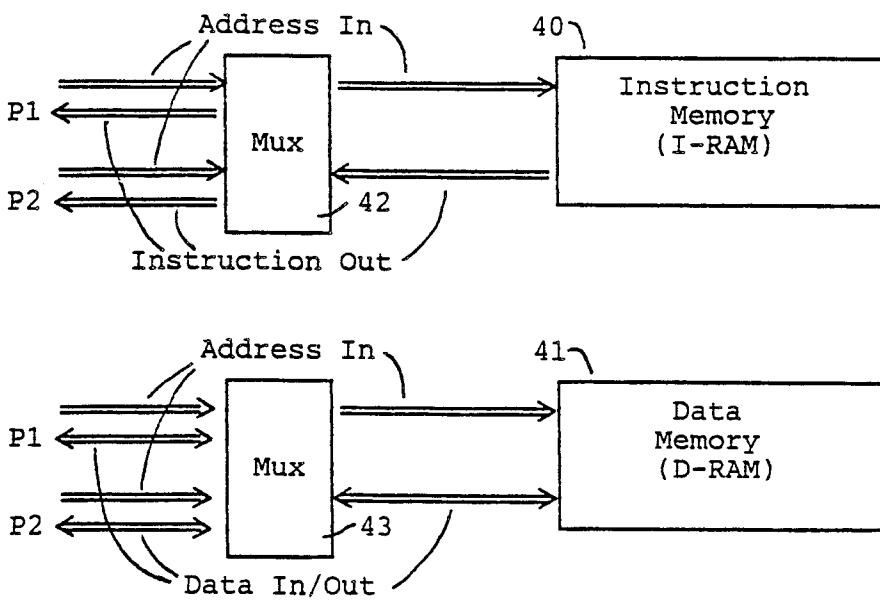 Address In
40
P1
Mux
Instruction
Memory
(I-RAM)
P2
42
Instruction Out
Address In
41
P1
Mux
Data
Memory
(D-RAM)
P2
43
Data In/Out